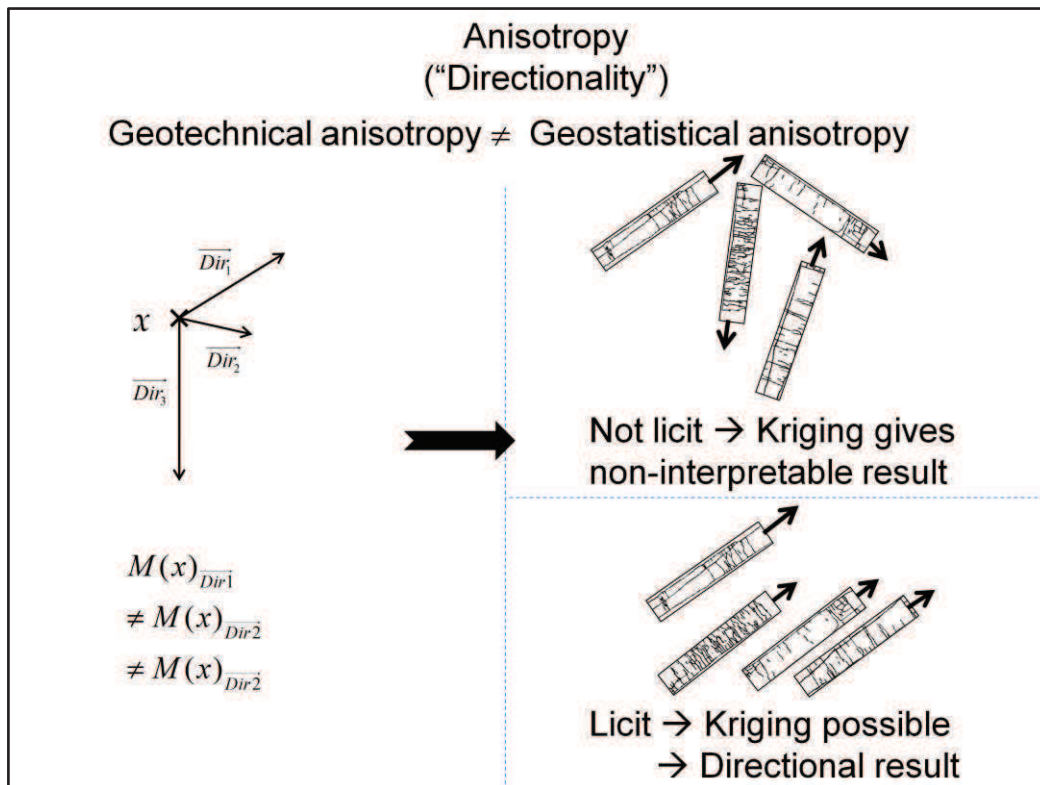 Anisotropy
("Directionality")
Geotechnical anisotropy ≠ Geostatistical anisotropy
Dir₁
x
Dir₂
Dir₃
M(x) Dir1
≠ M(x) Dir2
≠ M(x) Dir2
Not licit → Kriging gives
non-interpretable result
Licit → Kriging possible
→ Directional result